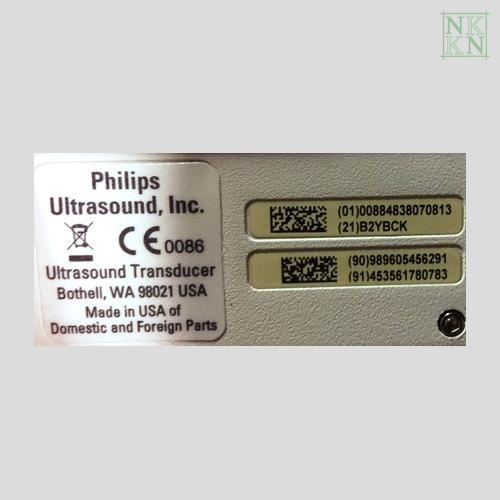 NK
KN
Philips
Ultrasound, Inc.
CE 0086
Ultrasound Transducer
Bothell, WA 98021 USA
Made in USA of
Domestic and Foreign Parts
(01)00884838070813
(21)B2YBCK
(90)989605456291
(91)453561780783